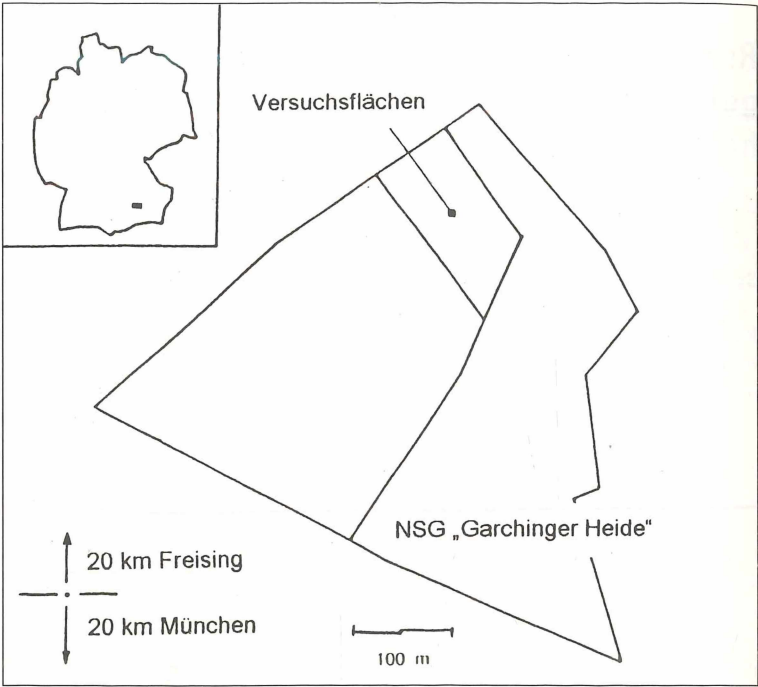 Versuchsflächen
NSG „Garchinger Heide“
20 km Freising
20 km München
100 m